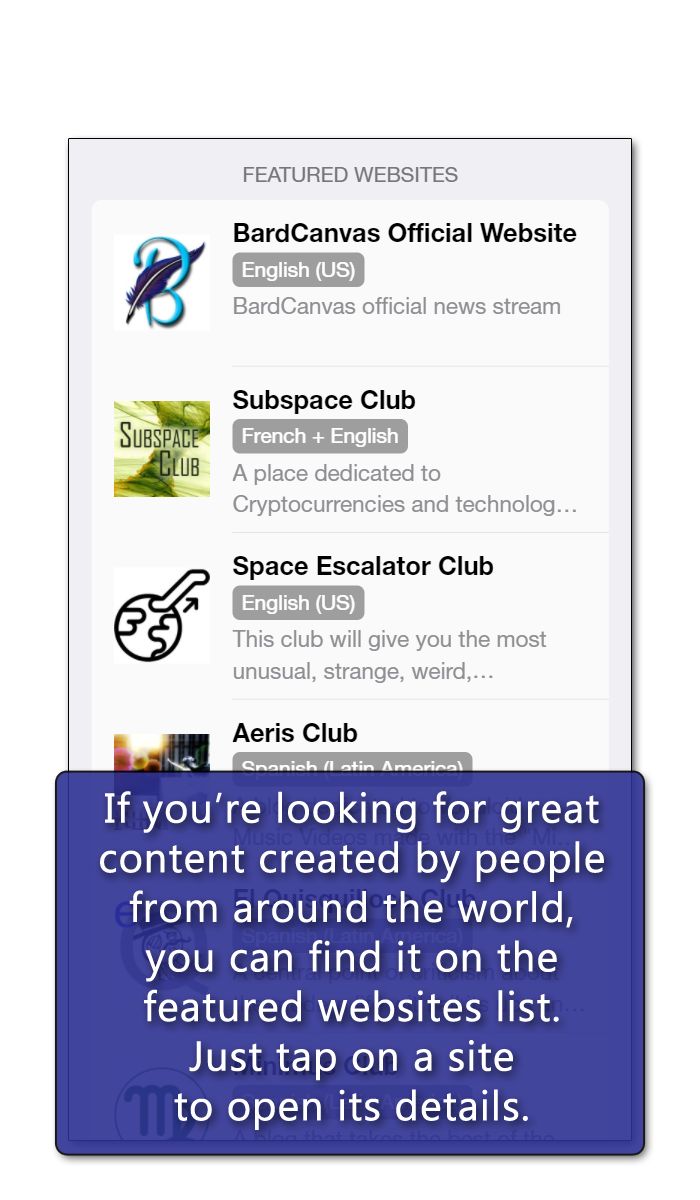 FEATURED WEBSITES
BardCanvas Official Website
English (US)
BardCanvas official news stream
SUBSPACE
CLUB
Subspace Club
French + English
A place dedicated to
Cryptocurrencies and technolog…
Space Escalator Club
English (US)
This club will give you the most
unusual, strange, weird,…
Aeris Club
Spanish (Latin America)
If you’re looking for great
content created by people
from around the world,
you can find it on the
featured websites list.
Just tap on a site
to open its details.